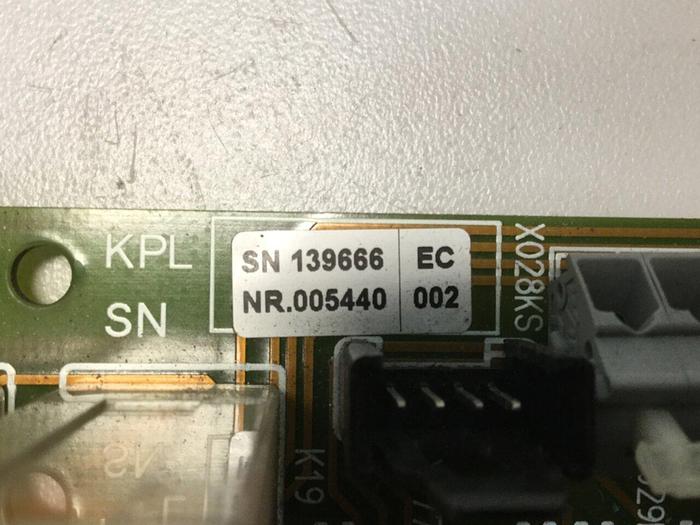 KPL
SN
SN 139666 EC
NR.005440 002
X028KS
K19